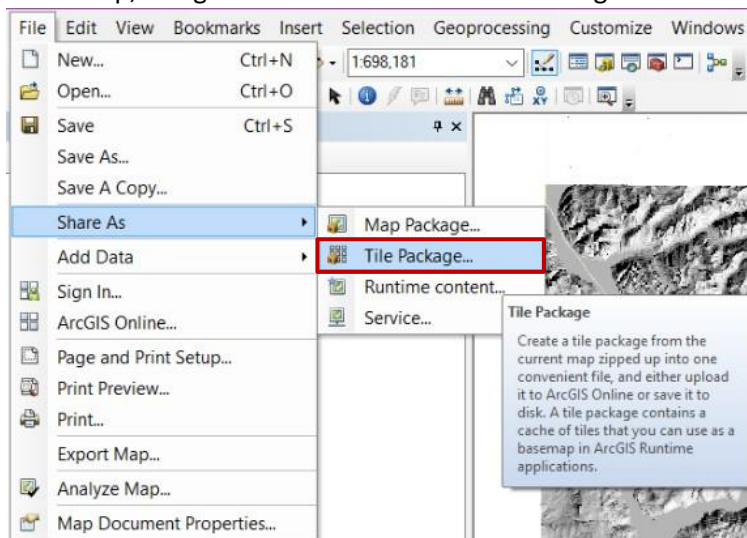 File Edit View Bookmarks Insert Selection Geoprocessing Customize Windows
New... Ctrl+N
1:698,181
Open... Ctrl+O
Save Ctrl+S
Save As...
Save A Copy...
Share As
Map Package...
Add Data
Tile Package...
Sign In...
Runtime content...
ArcGIS Online...
Service...
Page and Print Setup...
Print Preview...
Print...
Export Map...
Analyze Map...
Map Document Properties...
Tile Package
Create a tile package from the
current map zipped up into one
convenient file, and either upload
it to ArcGIS Online or save it to
disk. A tile package contains a
cache of tiles that you can use as a
basemap in ArcGIS Runtime
applications.